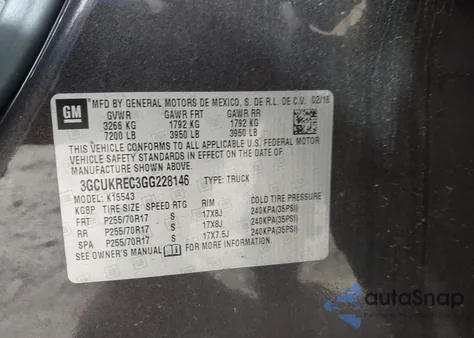 GM
MFD BY GENERAL MOTORS DE MEXICO, S. DE R.L. DE C.V. 02/16
GVWR GAWR FRT GAWR RR
3266 KG 1792 KG 1792 KG
7200 LB 3950 LB 3950 LB
THIS VEHICLE CONFORMS TO ALL APPLICABLE U.S. FEDERAL MOTOR
VEHICLE SAFETY STANDARDS IN EFFECT ON THE DATE OF
MANUFACTURE SHOWN ABOVE.
3GCUKREC3GG228146 TYPE: TRUCK
MODEL: K15543
KGBP TIRE SIZE SPEED RTG RIM COLD TIRE PRESSURE
FRT P255/70R17 S 17X8J 240KPA(35PSI)
RR P255/70R17 S 17X8J 240KPA(35PSI)
SPA P255/70R17 S 17X7.5J 240KPA(35PSI)
SEE OWNER'S MANUAL FOR MORE INFORMATION.
autoSnap